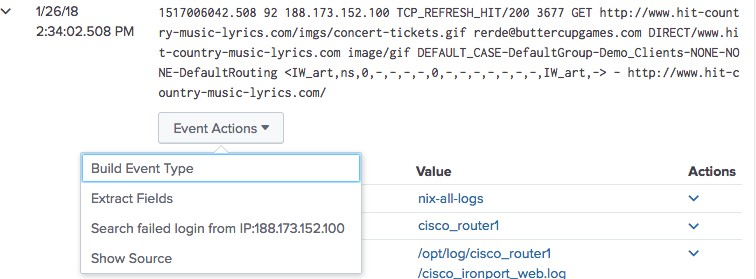 1/26/18 1517006042.508 92 188.173.152.100 TCP_REFRESH_HIT/200 3677 GET http://www.hit-count
2:34:02.508 PM ry-music-lyrics.com/imgs/concert-tickets.gif rerde@buttercupgames.com DIRECT/www.hi
t-country-music-lyrics.com image/gif DEFAULT_CASE-DefaultGroup-Demo_Clients-NONE-NO
NE-DefaultRouting <IW_art,ns,0,-,-,-,-,0,-,-,-,-,-,-,-,IW_art,-> - http://www.hit-c
ountry-music-lyrics.com/
Event Actions
Build Event Type
Extract Fields
Search failed login from IP:188.173.152.100
Show Source
Value Actions
nix-all-logs
cisco_router1
/opt/log/cisco_router1
/cisco_ironport_web.log